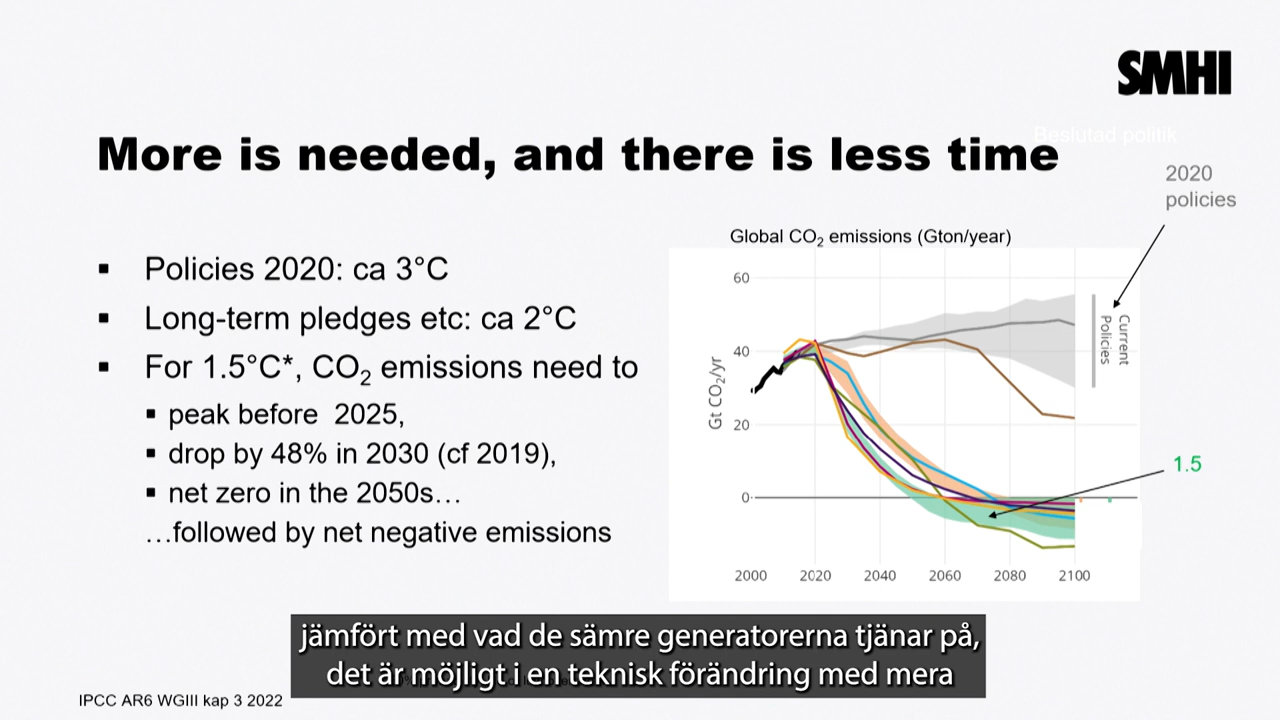 SMHI
Beslutad politik
More is needed, and there is less time
2020
policies
▪ Policies 2020: ca 3°C
▪ Long-term pledges etc: ca 2°C
▪ For 1.5°C*, CO₂ emissions need to
▪ peak before 2025,
▪ drop by 48% in 2030 (cf 2019),
▪ net zero in the 2050s…
…followed by net negative emissions
Global CO₂ emissions (Gton/year)
Gt CO₂/yr
60
40
20
0
2000 2020 2040 2060 2080 2100
Current
Policies
1.5
jämfört med vad de sämre generatorerna tjänar på,
det är möjligt i en teknisk förändring med mera
IPCC AR6 WGIII kap 3 2022